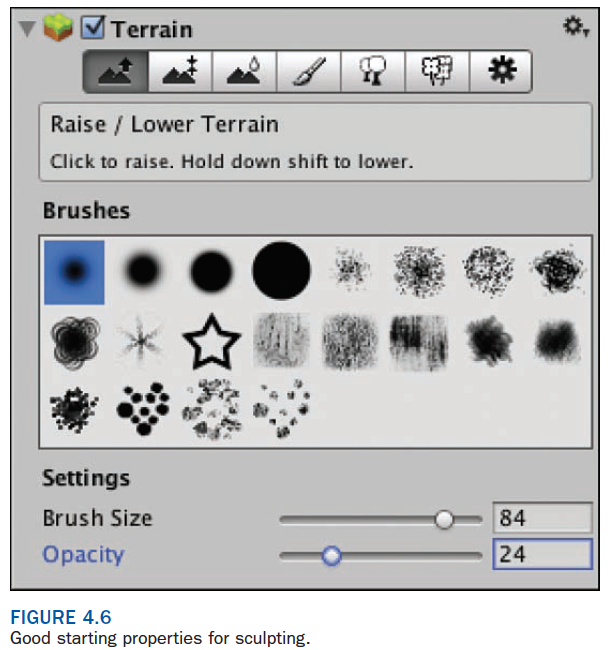 Terrain
Raise / Lower Terrain
Click to raise. Hold down shift to lower.
Brushes
Settings
Brush Size 84
Opacity 24
FIGURE 4.6
Good starting properties for sculpting.